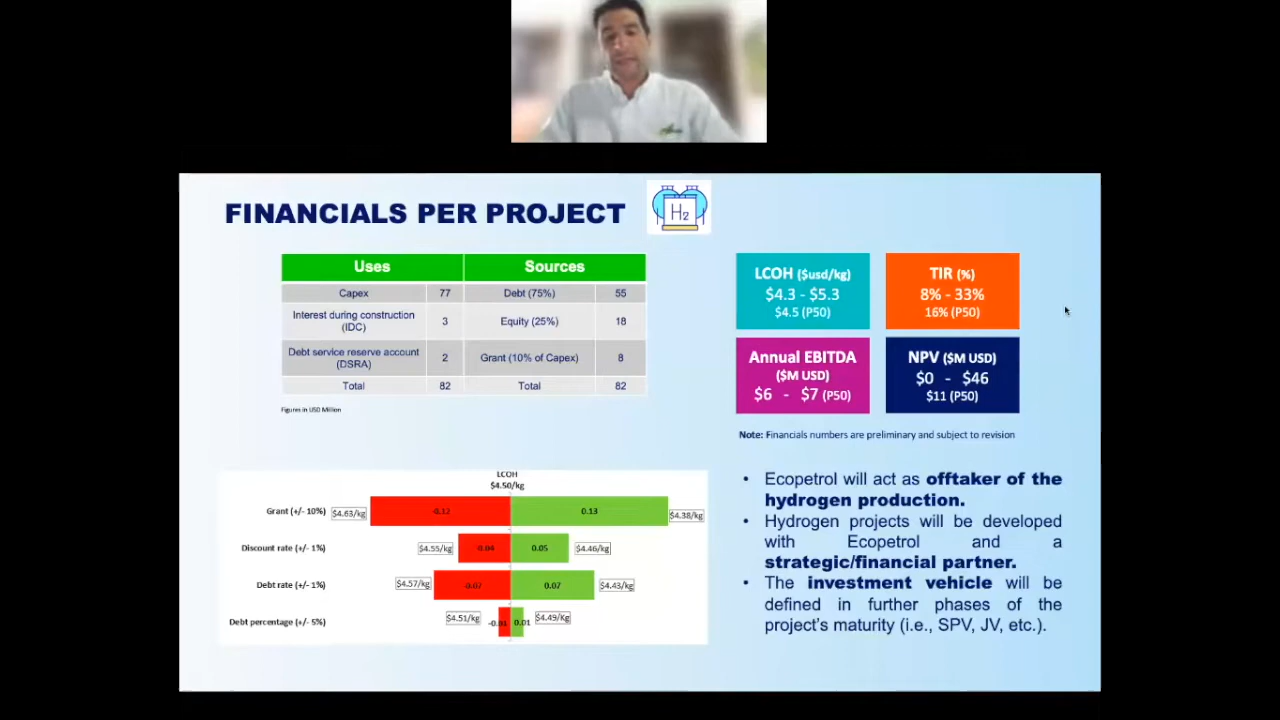 FINANCIALS PER PROJECT
H2
Uses Sources
Capex 77 Debt (75%) 55
Interest during construction
(IDC) 3 Equity (25%) 18
Debt service reserve account
(DSRA) 2 Grant (10% of Capex) 8
Total 82 Total 82
Figures in USD Million
LCOH ($usd/kg)
$4.3 - $5.3
$4.5 (P50)
TIR (%)
8% - 33%
16% (P50)
Annual EBITDA
($M USD)
$6 - $7 (P50)
NPV ($M USD)
$0 - $46
$11 (P50)
Note: Financials numbers are preliminary and subject to revision
LCOH
$4.50/kg
Grant (+/- 10%) $4.63/kg -0.12 0.13 $4.38/kg
Discount rate (+/- 1%) $4.55/kg -0.04 0.05 $4.46/kg
Debt rate (+/- 1%) $4.57/kg -0.07 0.07 $4.43/kg
Debt percentage (+/- 5%) $4.51/kg -0.01 0.01 $4.49/kg
• Ecopetrol will act as offtaker of the
hydrogen production.
• Hydrogen projects will be developed
with Ecopetrol and a
strategic/financial partner.
• The investment vehicle will be
defined in further phases of the
project's maturity (i.e., SPV, JV, etc.).